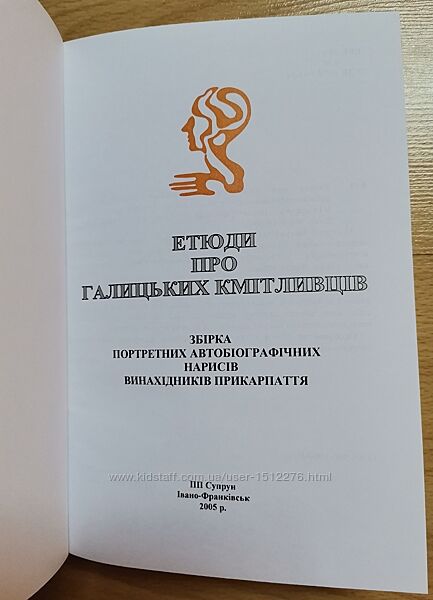 ЕТЮДИ
ПРО
ГАЛИЦЬКИХ КМІТЛИВЦІВ
ЗБІРКА
ПОРТРЕТНИХ АВТОБІОГРАФІЧНИХ
НАРИСІВ
ВИНАХІДНИКІВ ПРИКАРПАТТЯ
www.kidstaff.com.ua/user-1512276.html
ПП Супрун
Івано-Франківськ
2005 р.